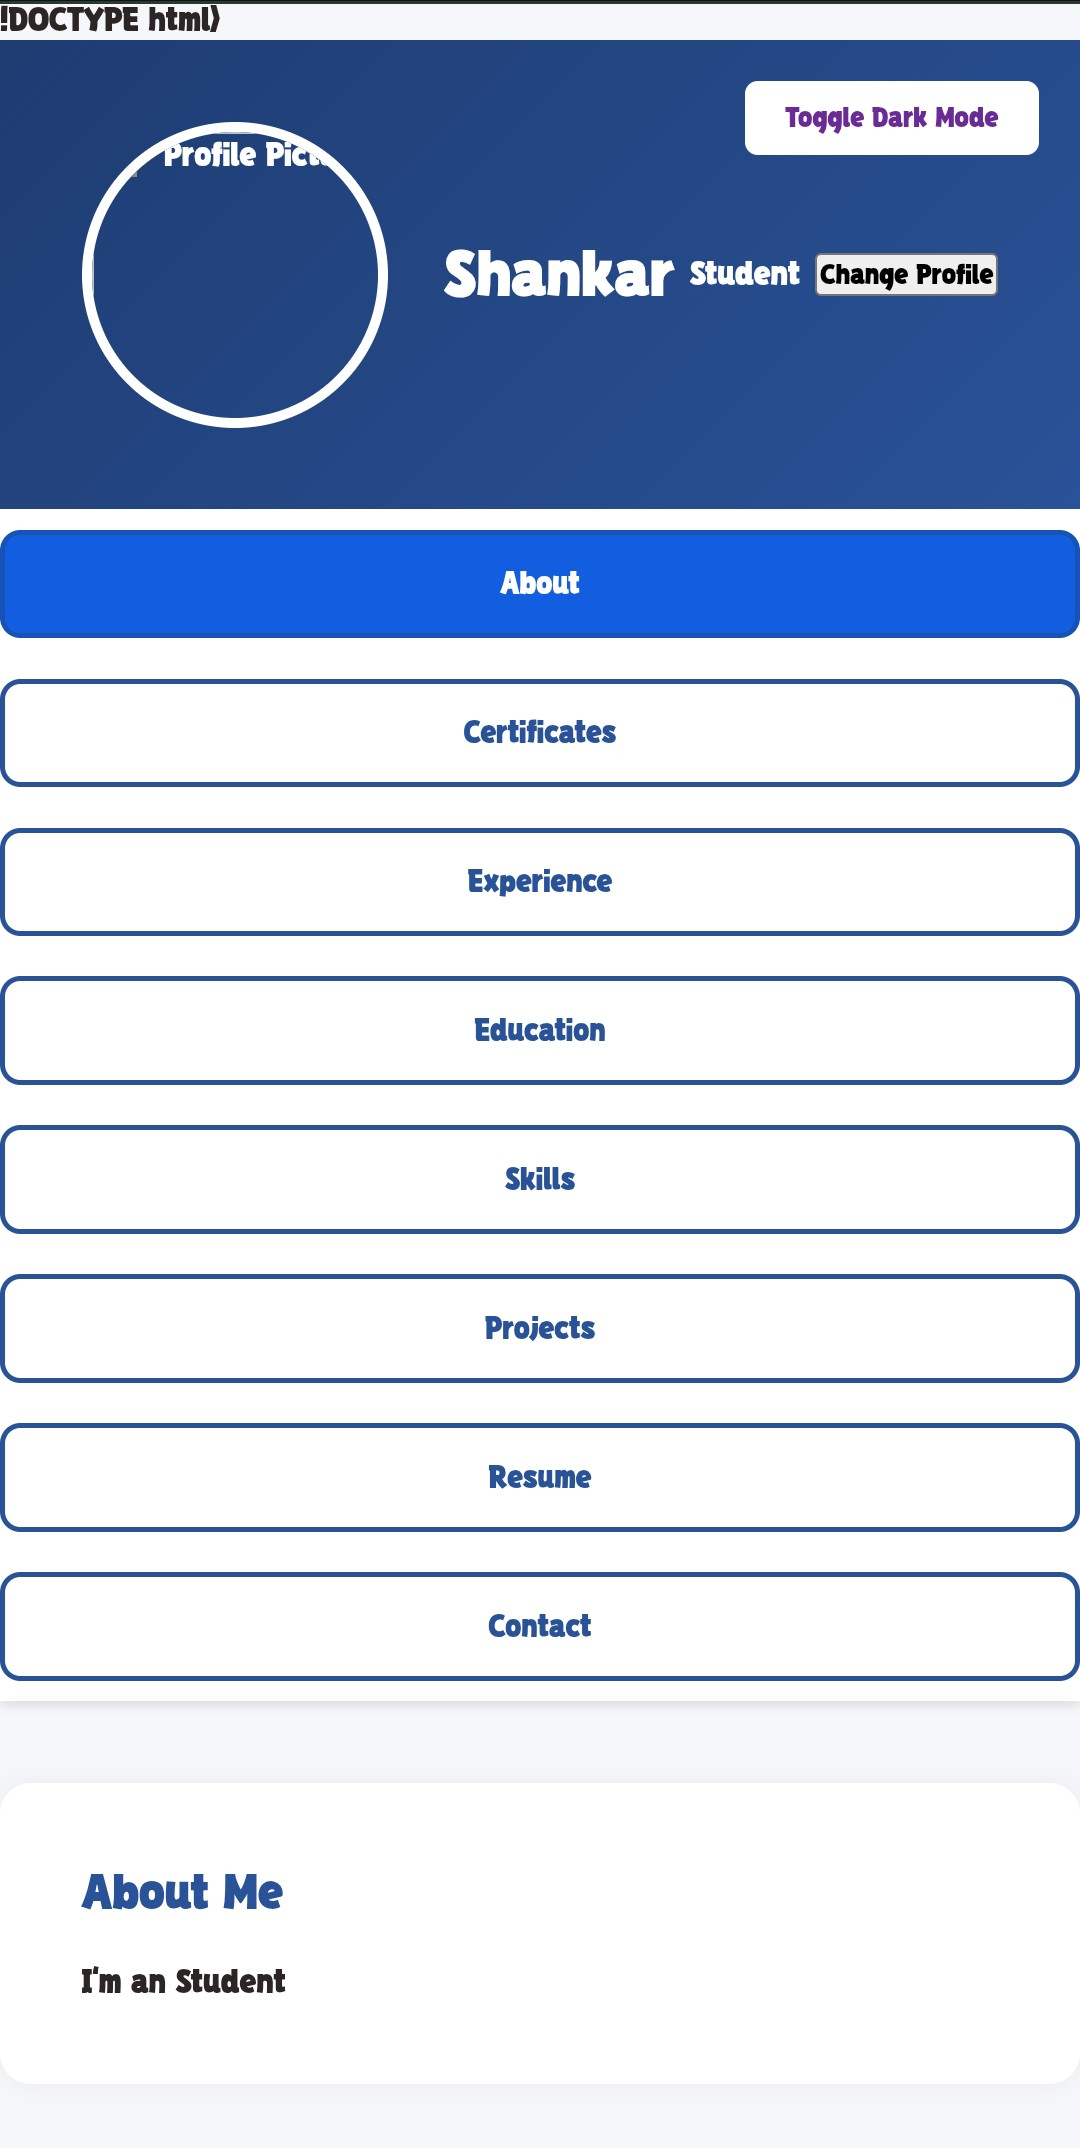 !DOCTYPE html>
Toggle Dark Mode
Profile Pict
Shankar Student Change Profile
About
Certificates
Experience
Education
Skills
Projects
Resume
Contact
About Me
I'm an Student